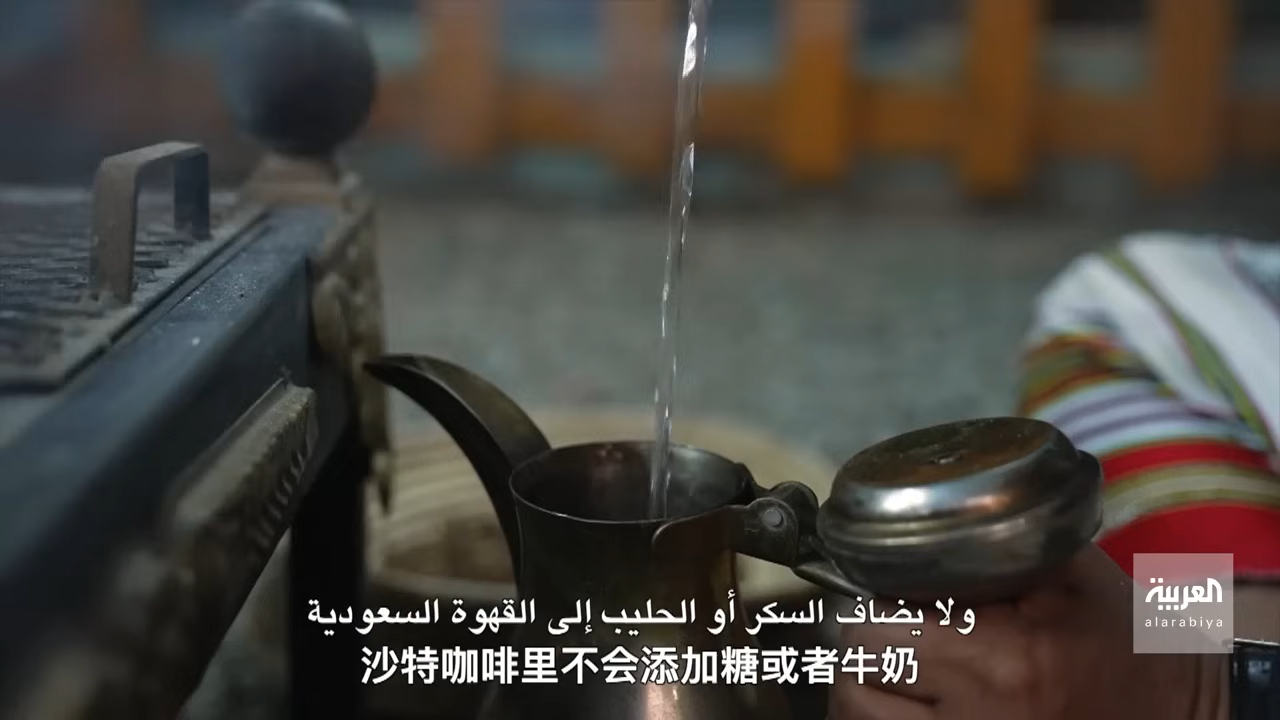 ولا يضاف السكر أو الحليب إلى القهوة السعودية
沙特咖啡里不会添加糖或者牛奶
العربية
alarabiya